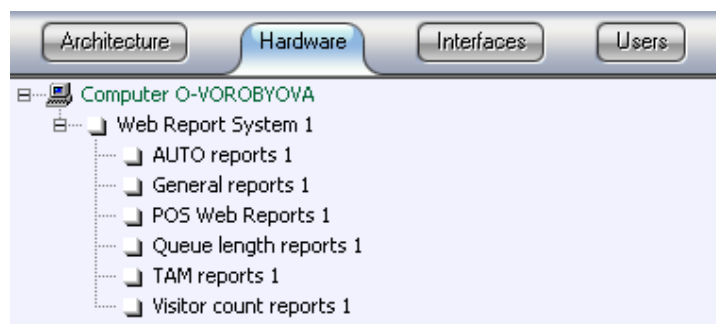 Architecture Hardware Interfaces Users
Computer O-VOROBYOVA
Web Report System 1
AUTO reports 1
General reports 1
POS Web Reports 1
Queue length reports 1
TAM reports 1
Visitor count reports 1